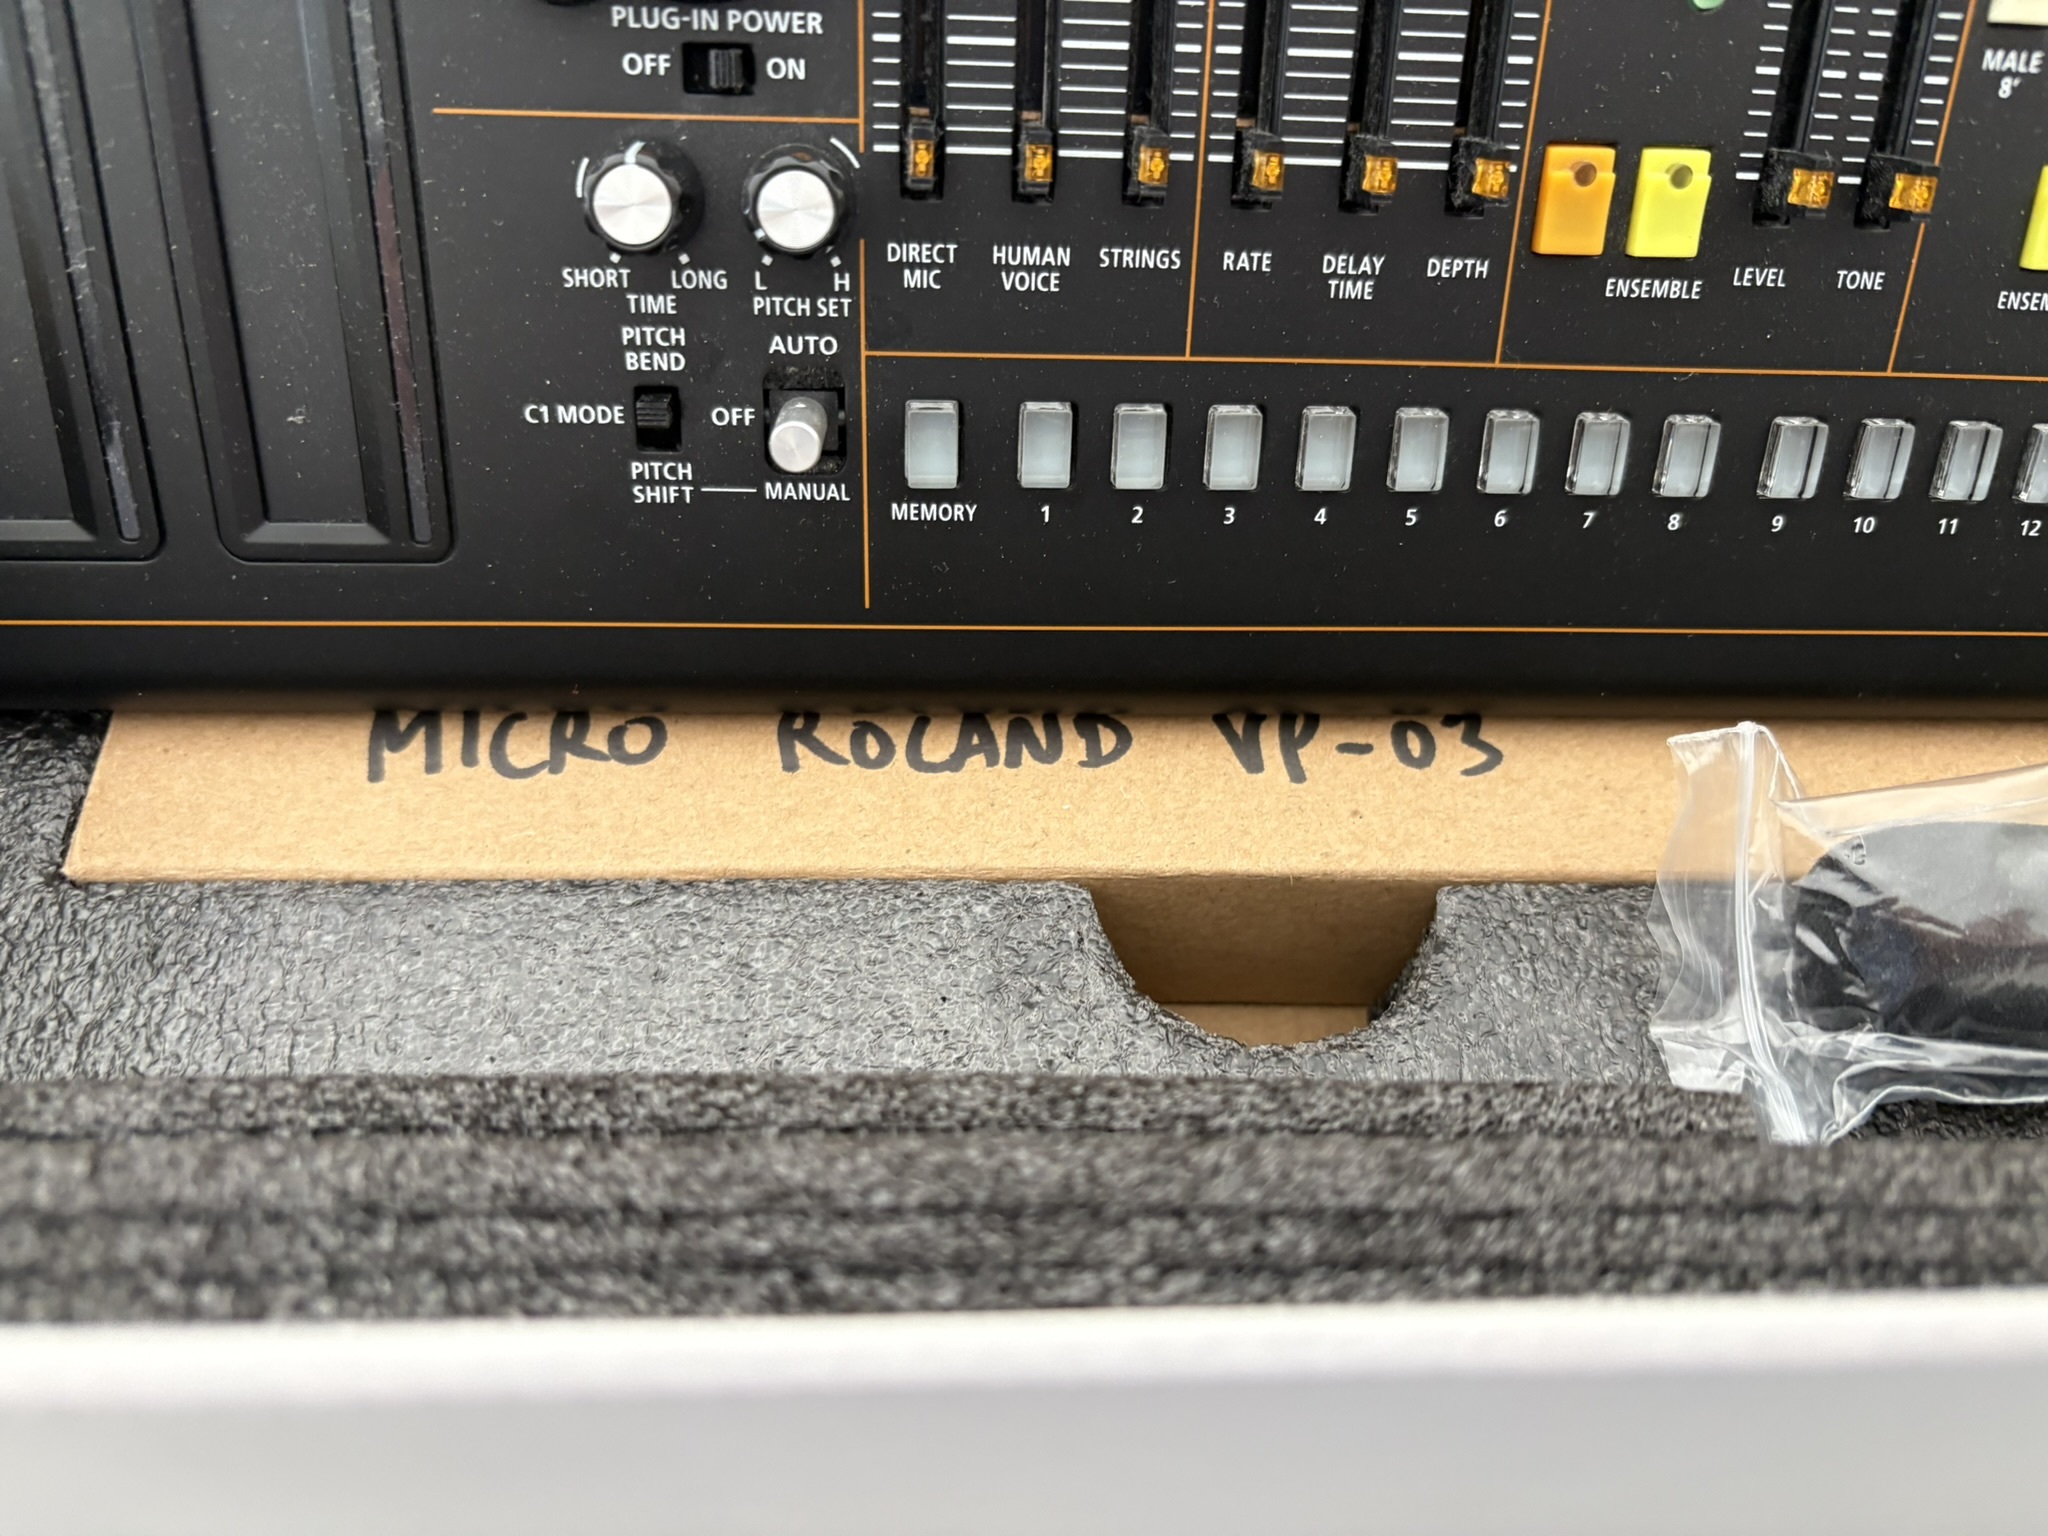 PLUG-IN POWER
OFF ON
SHORT LONG
TIME
L H
PITCH SET
PITCH
BEND
C1 MODE
PITCH
SHIFT
AUTO
OFF
MANUAL
DIRECT
MIC
HUMAN
VOICE
STRINGS
RATE
DELAY
TIME
DEPTH
ENSEMBLE
LEVEL
TONE
MALE
8'
MEMORY 1 2 3 4 5 6 7 8 9 10 11 12
MICRO ROLAND VP-03